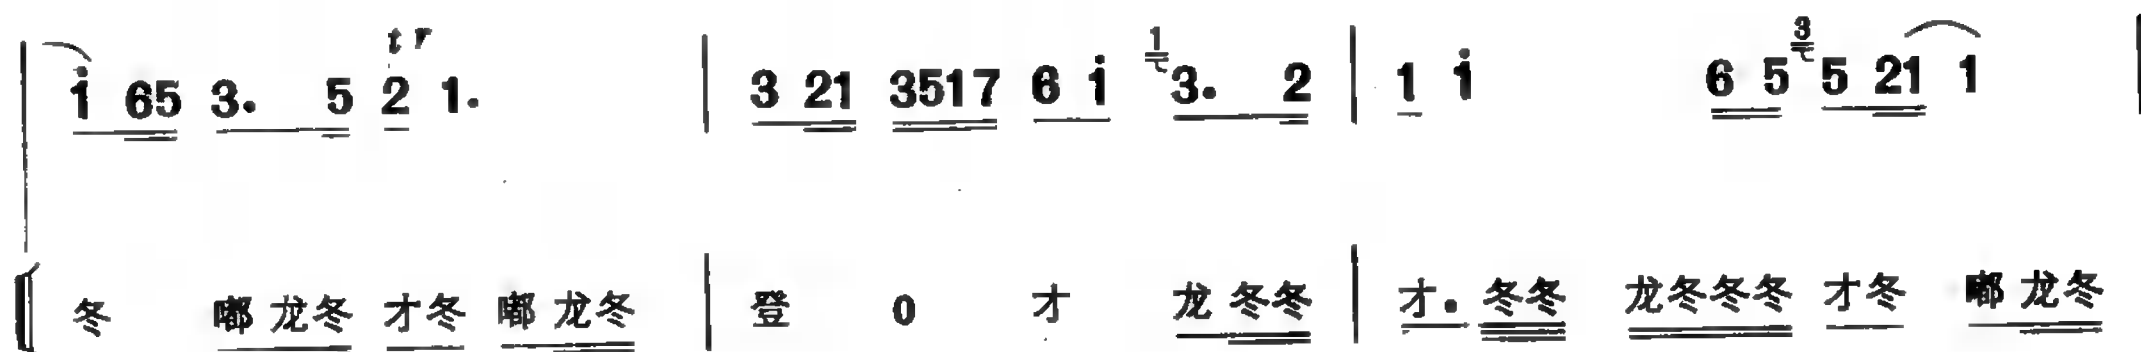 tr
i 65 3. 5 2 1. | 3 21 3517 6 i 1 3. 2 | 1 i 6 5 3 5 21 1 |
冬 嘟 龙冬 才冬 嘟 龙冬 | 登 0 才 龙 冬冬 | 才. 冬冬 龙冬冬冬 才冬 嘟 龙冬